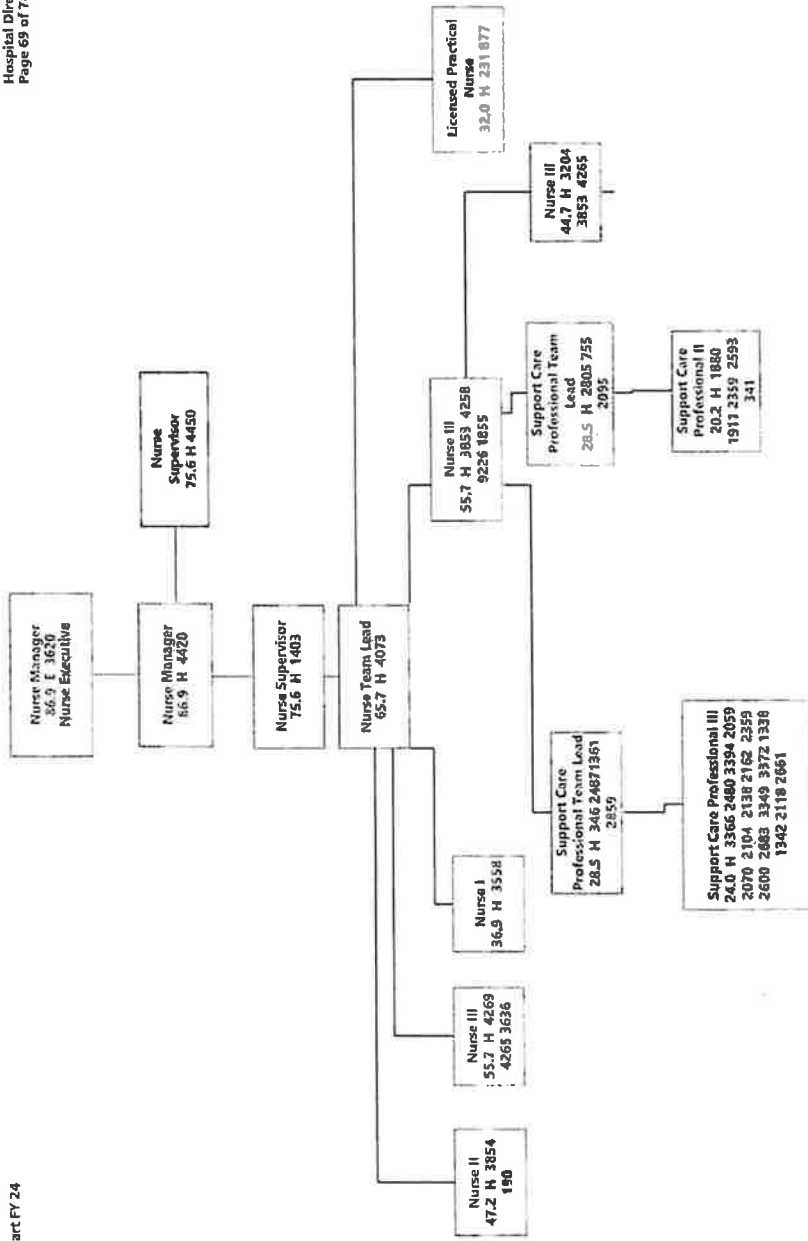 Hospital Dire
Page 69 of 7
art FY 24
Nurse Manager
86.9 E 3620
Nurse Executive
Nurse Manager
66.9 H 4420
Nurse
Supervisor
75.6 H 4450
Nurse Supervisor
75.6 H 1403
Nurse Team Lead
65.7 H 4073
Nurse II
47.2 H 3854
190
Nurse III
55.7 H 4269
4265 3636
Nurse I
36.9 H 3558
Nurse III
55.7 H 3853 4258
9226 1855
Licensed Practical
Nurse
32.0 H 231 877
Nurse III
44.7 H 3204
3853 4265
Support Care
Professional Team Lead
28.5 H 346 2487 1361
2859
Support Care
Professional Team
Lead
28.5 H 2805 755
2095
Support Care Professional III
24.0 H 3366 2480 3394 2059
2070 2104 2138 2162 2359
2600 2683 3349 3372 1338
1342 2118 2661
Support Care
Professional II
20.2 H 1880
1911 2359 2593
341